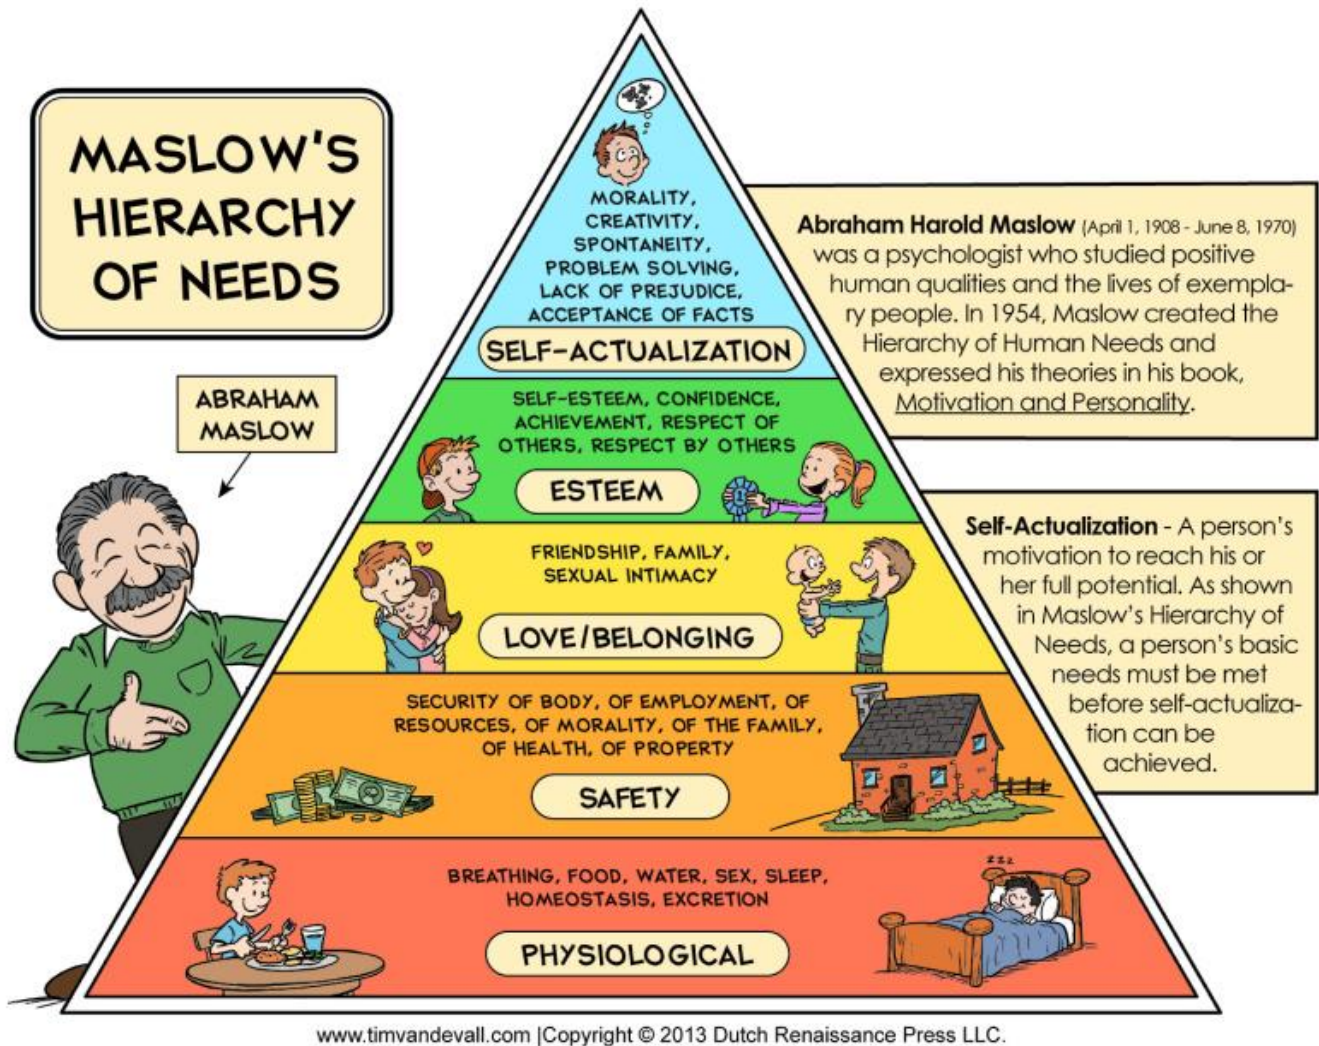 MASLOW'S
HIERARCHY
OF NEEDS
ABRAHAM
MASLOW
MORALITY,
CREATIVITY,
SPONTANEITY,
PROBLEM SOLVING,
LACK OF PREJUDICE,
ACCEPTANCE OF FACTS
SELF-ACTUALIZATION
SELF-ESTEEM, CONFIDENCE,
ACHIEVEMENT, RESPECT OF
OTHERS, RESPECT BY OTHERS
ESTEEM
1
FRIENDSHIP, FAMILY,
SEXUAL INTIMACY
LOVE/BELONGING
SECURITY OF BODY, OF EMPLOYMENT, OF
RESOURCES, OF MORALITY, OF THE FAMILY,
OF HEALTH, OF PROPERTY
SAFETY
BREATHING, FOOD, WATER, SEX, SLEEP,
HOMEOSTASIS, EXCRETION
zzz
PHYSIOLOGICAL
Abraham Harold Maslow (April 1, 1908 - June 8, 1970)
was a psychologist who studied positive
human qualities and the lives of exempla-
ry people. In 1954, Maslow created the
Hierarchy of Human Needs and
expressed his theories in his book,
Motivation and Personality.
Self-Actualization - A person's
motivation to reach his or
her full potential. As shown
in Maslow's Hierarchy of
Needs, a person's basic
needs must be met
before self-actualiza-
tion can be
achieved.
www.timvandevall.com |Copyright © 2013 Dutch Renaissance Press LLC.